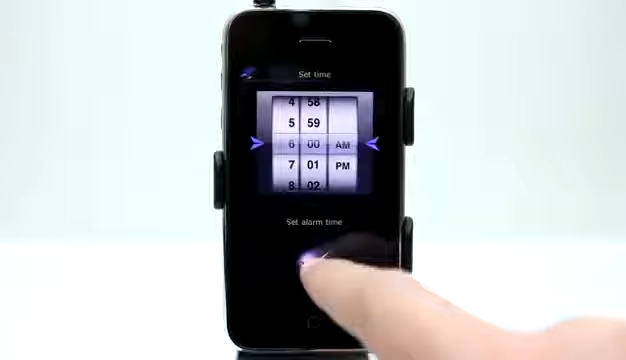 Set time
4 58
5 59
6 00 AM
7 01 PM
8 02
Set alarm time